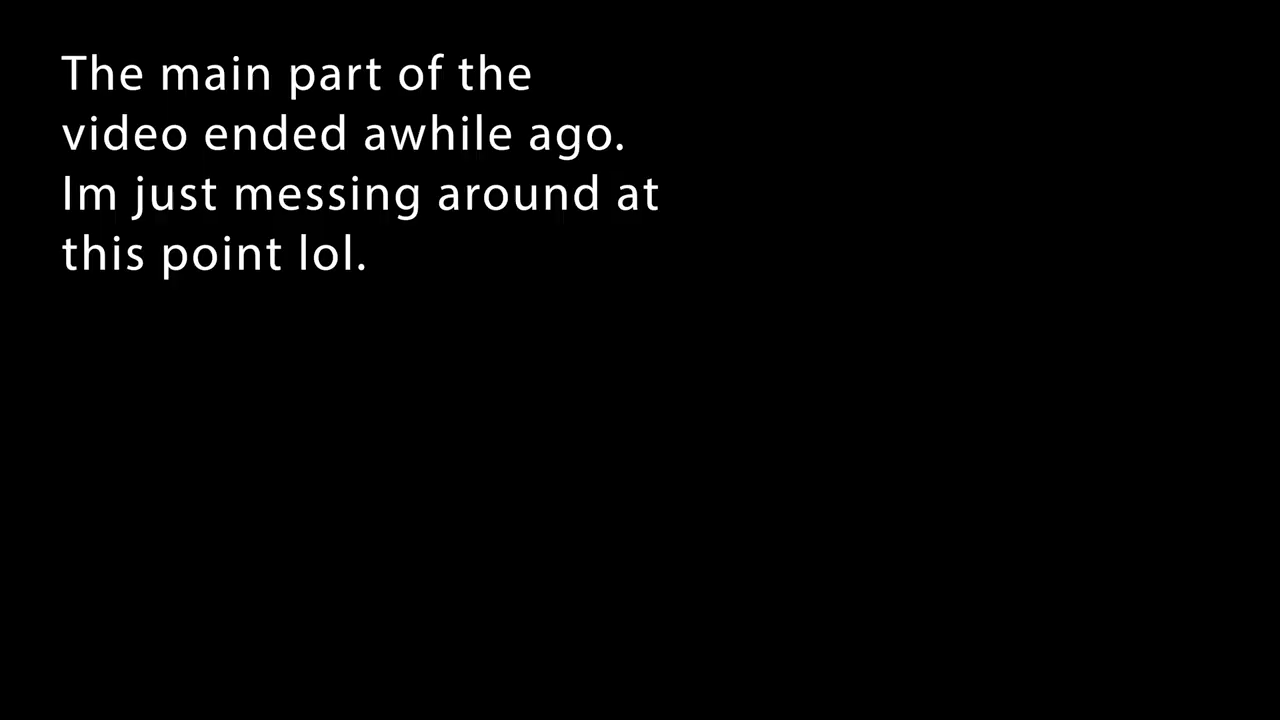 The main part of the
video ended awhile ago.
Im just messing around at
this point lol.